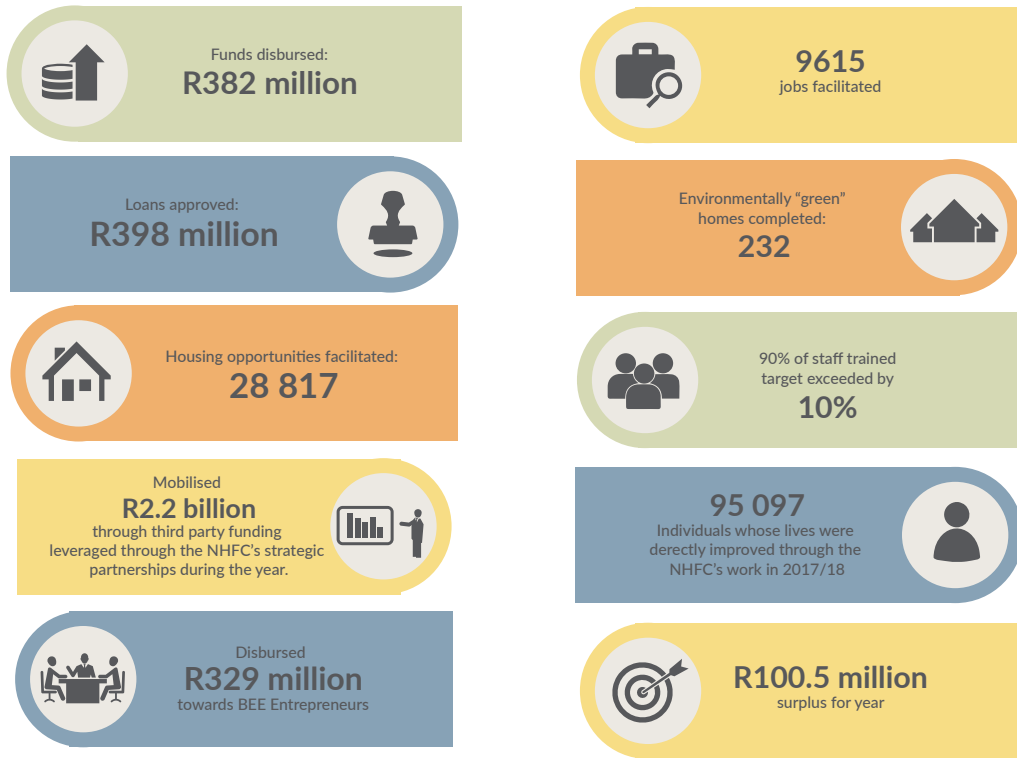 Funds disbursed:
R382 million
Loans approved:
R398 million
Housing opportunities facilitated:
28 817
Mobilised
R2.2 billion
through third party funding
leveraged through the NHFC's strategic
partnerships during the year.
Disbursed
R329 million
towards BEE Entrepreneurs
9615
jobs facilitated
Environmentally “green”
homes completed:
232
90% of staff trained
target exceeded by
10%
95 097
Individuals whose lives were
derectly improved through the
NHFC's work in 2017/18
R100.5 million
surplus for year